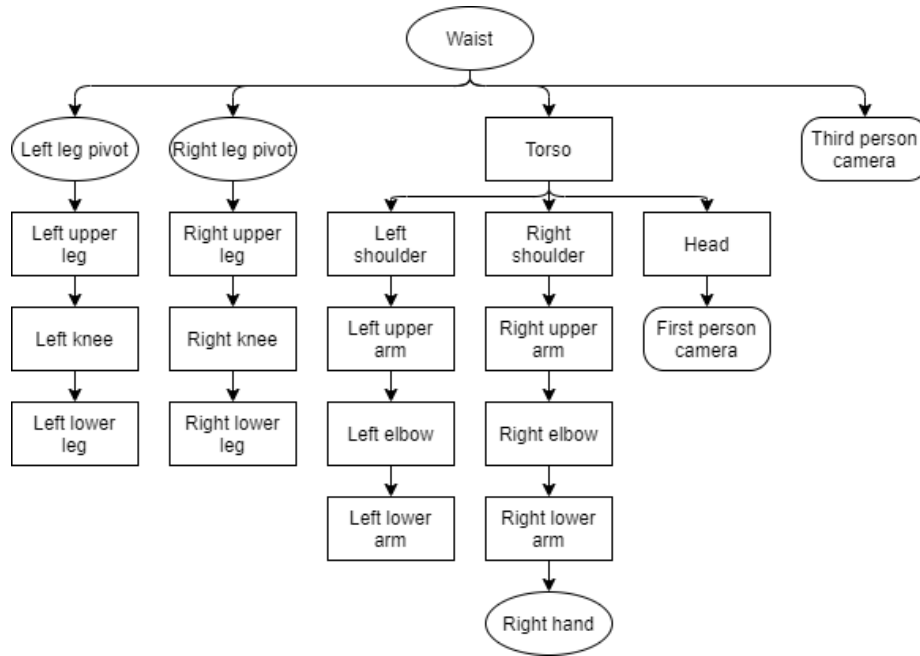 Waist
Left leg pivot
Right leg pivot
Torso
Third person
camera
Left upper
leg
Right upper
leg
Left
shoulder
Right
shoulder
Head
Left knee
Right knee
Left upper
arm
Right upper
arm
First person
camera
Left lower
leg
Right lower
leg
Left elbow
Right elbow
Left lower
arm
Right lower
arm
Right hand